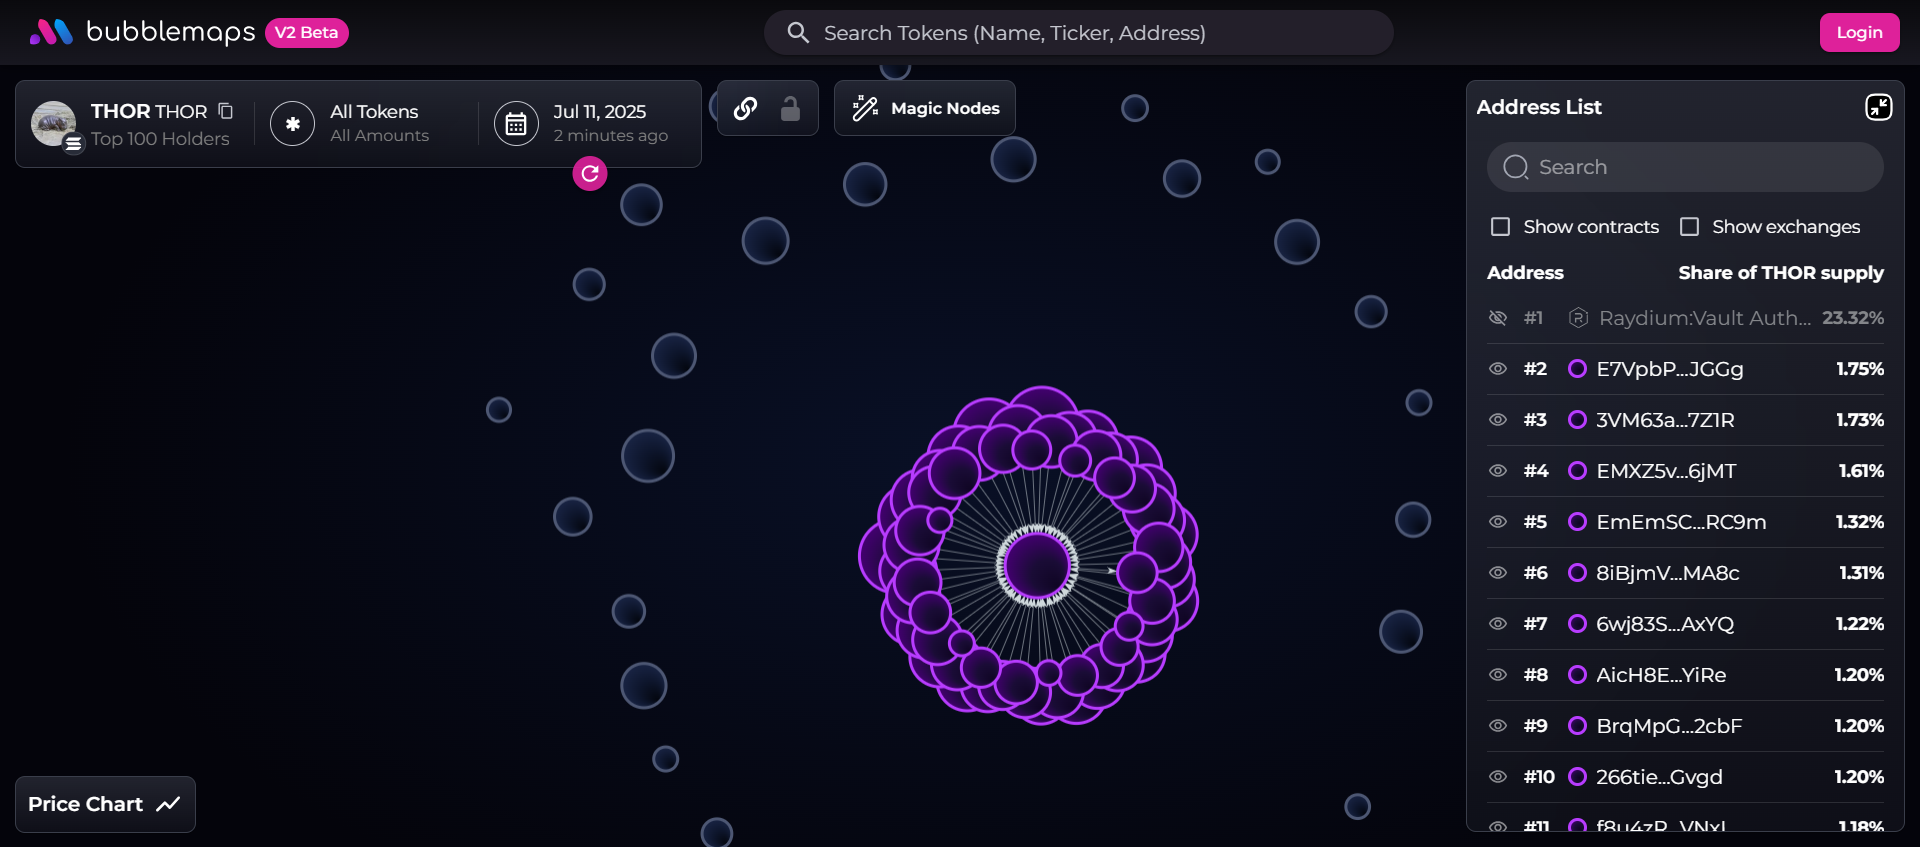 bubblemaps V2 Beta
Search Tokens (Name, Ticker, Address)
Login
THOR THOR
Top 100 Holders
All Tokens
All Amounts
Jul 11, 2025
2 minutes ago
Magic Nodes
Address List
Search
Show contracts Show exchanges
Address Share of THOR supply
#1 Raydium:Vault Auth... 23.32%
#2 E7VpbP...JGGg 1.75%
#3 3VM63a...7Z1R 1.73%
#4 EMXZ5v...6jMT 1.61%
#5 EmEmSC...RC9m 1.32%
#6 8iBjmV...MA8c 1.31%
#7 6wj83S...AxYQ 1.22%
#8 AicH8E...YiRe 1.20%
#9 BrqMpG...2cbF 1.20%
#10 266tie...Gvgd 1.20%
#11 1.18%
Price Chart